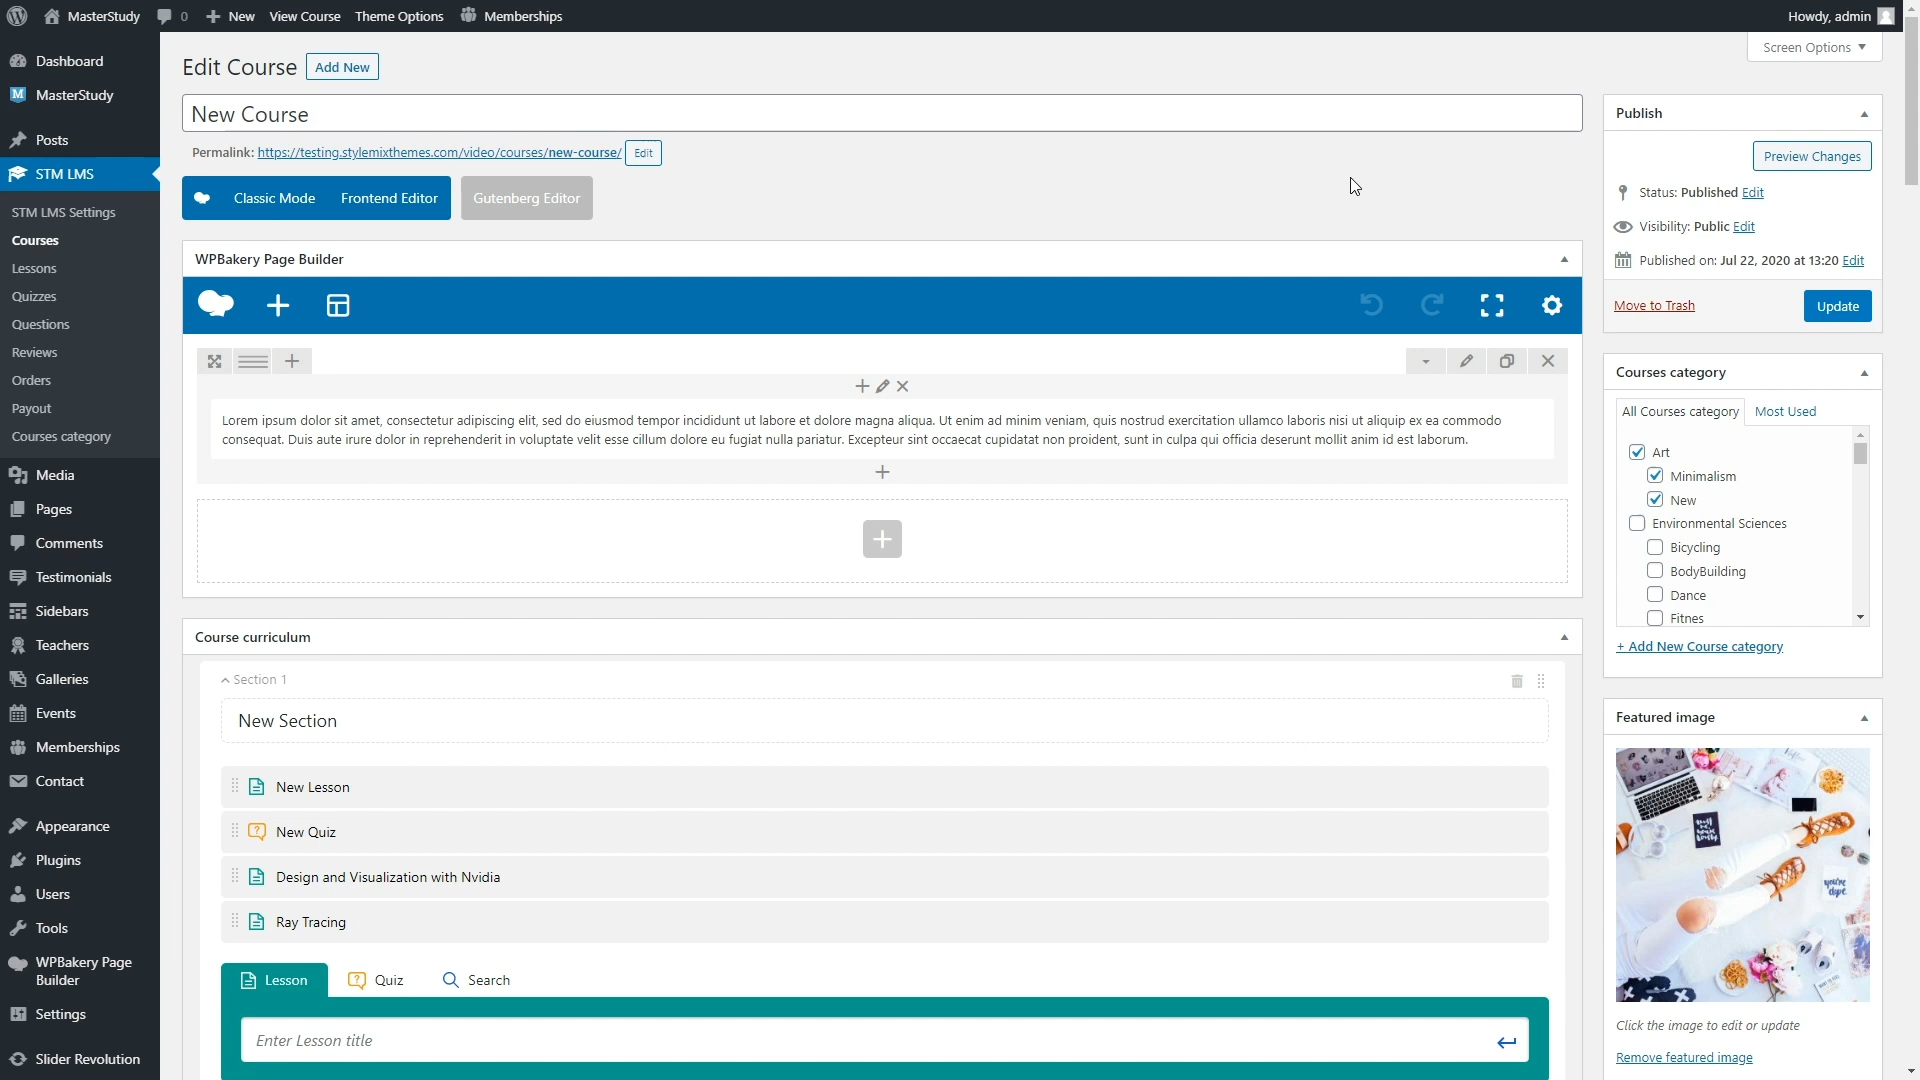 MasterStudy 0 New View Course Theme Options Memberships Howdy, admin
Screen Options
Dashboard
MasterStudy
Posts
STM LMS
STM LMS Settings
Courses
Lessons
Quizzes
Questions
Reviews
Orders
Payout
Courses category
Media
Pages
Comments
Testimonials
Sidebars
Teachers
Galleries
Events
Memberships
Contact
Appearance
Plugins
Users
Tools
WPBakery Page
Builder
Settings
Slider Revolution
Edit Course Add New
New Course
Permalink: https://testing.stylemixthemes.com/video/courses/new-course/ Edit
Classic Mode Frontend Editor Gutenberg Editor
WPBakery Page Builder
Lorem ipsum dolor sit amet, consectetur adipiscing elit, sed do eiusmod tempor incididunt ut labore et dolore magna aliqua. Ut enim ad minim veniam, quis nostrud exercitation ullamco laboris nisi ut aliquip ex ea commodo
consequat. Duis aute irure dolor in reprehenderit in voluptate velit esse cillum dolore eu fugiat nulla pariatur. Excepteur sint occaecat cupidatat non proident, sunt in culpa qui officia deserunt mollit anim id est laborum.
Course curriculum
Section 1
New Section
New Lesson
New Quiz
Design and Visualization with Nvidia
Ray Tracing
Lesson Quiz Search
Enter Lesson title
Publish
Preview Changes
Status: Published Edit
Visibility: Public Edit
Published on: Jul 22, 2020 at 13:20 Edit
Move to Trash Update
Courses category
All Courses category Most Used
Art
Minimalism
New
Environmental Sciences
Bicycling
BodyBuilding
Dance
Fitnes
+ Add New Course category
Featured image
you're
dope.
Click the image to edit or update
Remove featured image